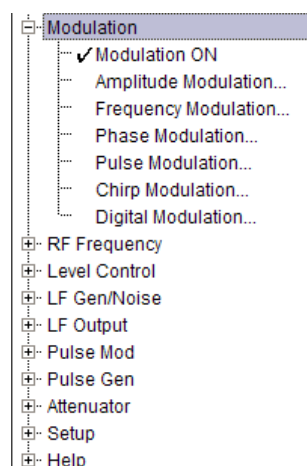 Modulation
Modulation ON
Amplitude Modulation...
Frequency Modulation...
Phase Modulation...
Pulse Modulation...
Chirp Modulation...
Digital Modulation...
RF Frequency
Level Control
LF Gen/Noise
LF Output
Pulse Mod
Pulse Gen
Attenuator
Setup
Help